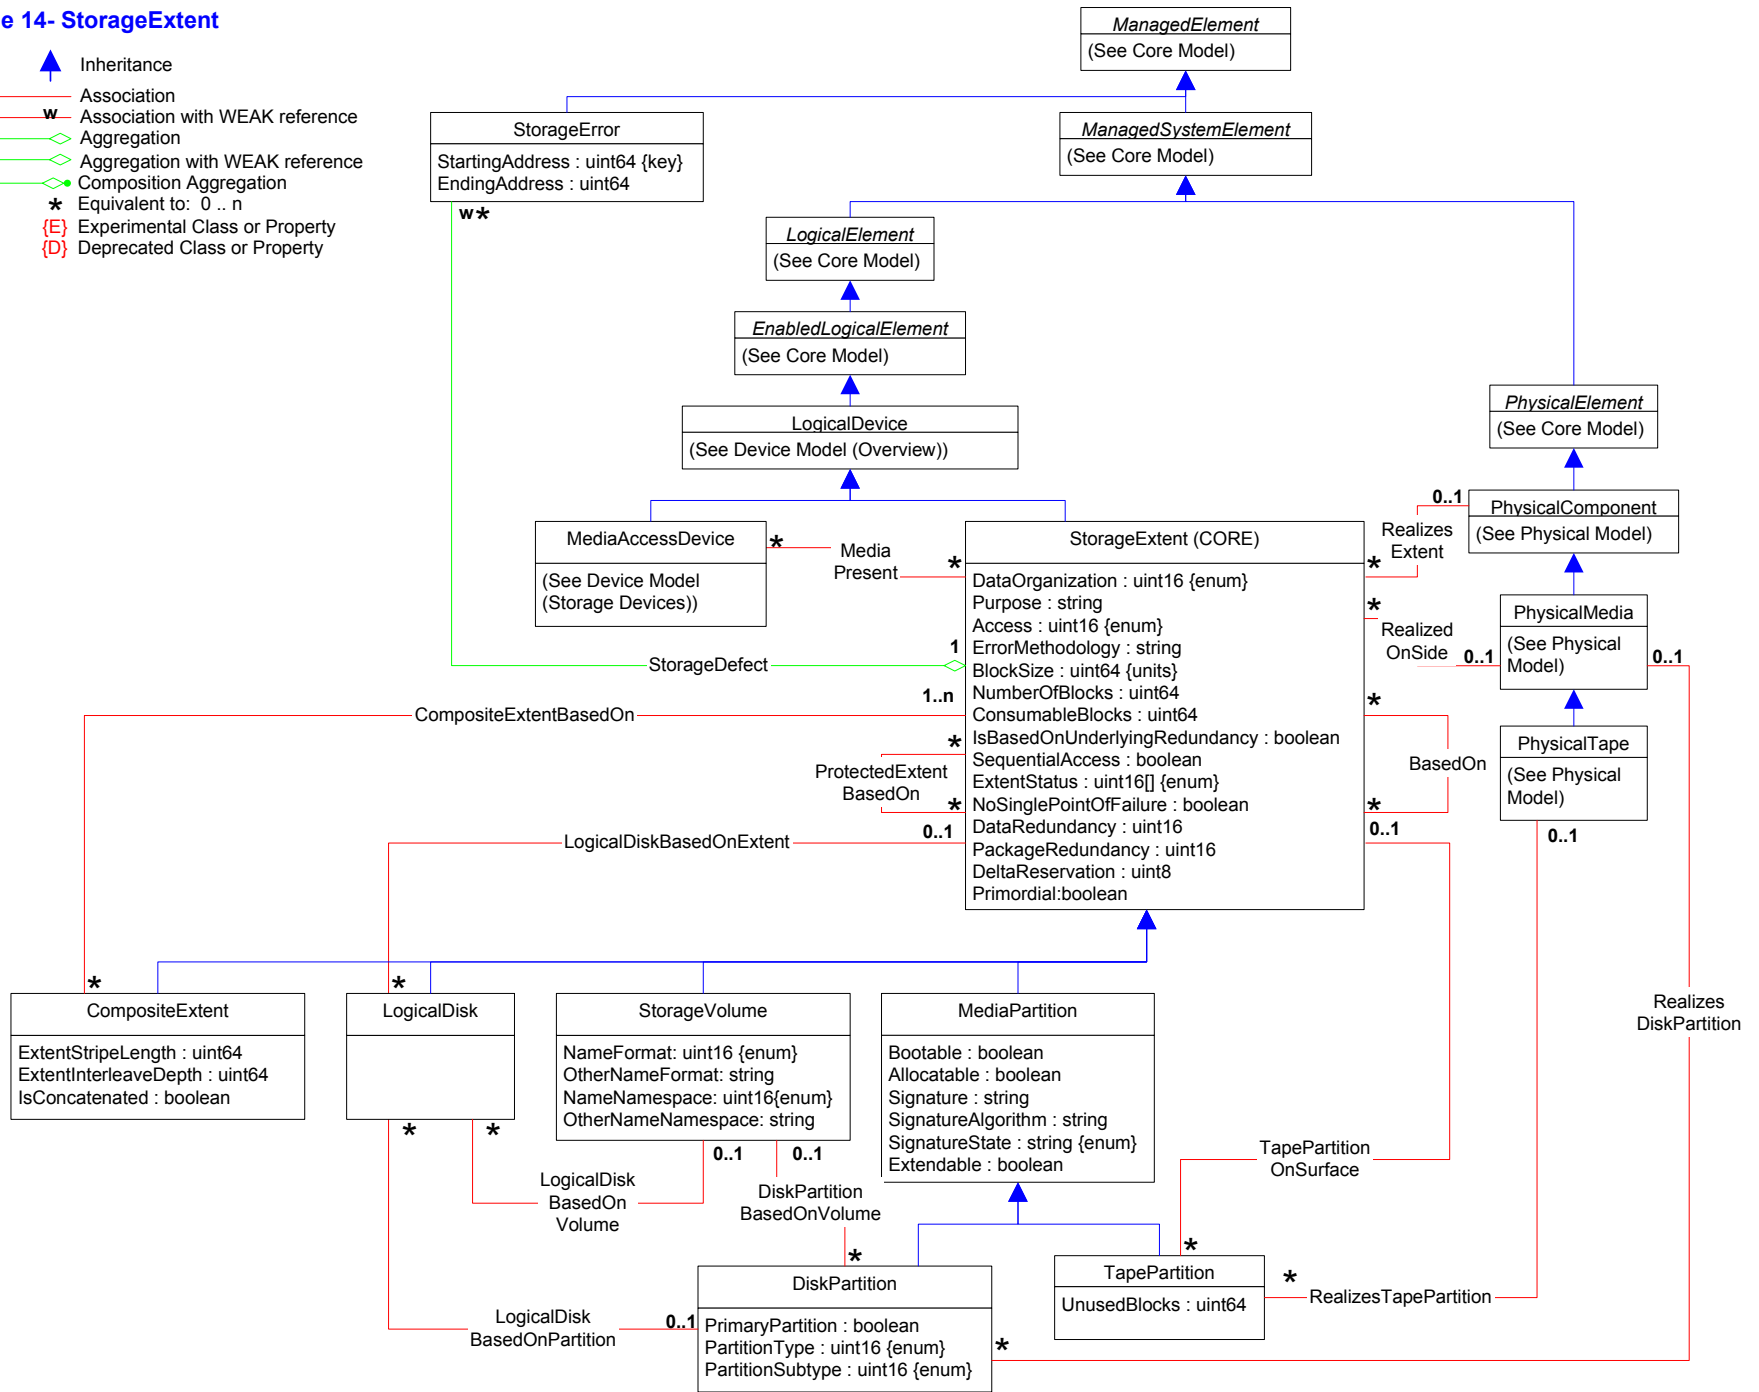 e 14- StorageExtent
Inheritance
Association
w Association with WEAK reference
Aggregation
Aggregation with WEAK reference
Composition Aggregation
* Equivalent to: 0 .. n
{E} Experimental Class or Property
{D} Deprecated Class or Property
ManagedElement
(See Core Model)
StorageError
StartingAddress : uint64 {key}
EndingAddress : uint64
w*
ManagedSystemElement
(See Core Model)
LogicalElement
(See Core Model)
EnabledLogicalElement
(See Core Model)
LogicalDevice
(See Device Model (Overview))
PhysicalElement
(See Core Model)
0..1
PhysicalComponent
(See Physical Model)
Realizes
Extent
*
MediaAccessDevice
(See Device Model
(Storage Devices))
*
Media
Present
*
StorageExtent (CORE)
DataOrganization : uint16 {enum}
Purpose : string
Access : uint16 {enum}
ErrorMethodology : string
BlockSize : uint64 {units}
NumberOfBlocks : uint64
ConsumableBlocks : uint64
IsBasedOnUnderlyingRedundancy : boolean
SequentialAccess : boolean
ExtentStatus : uint16[] {enum}
NoSinglePointOfFailure : boolean
DataRedundancy : uint16
PackageRedundancy : uint16
DeltaReservation : uint8
Primordial:boolean
*
Realized
OnSide
0..1
PhysicalMedia
(See Physical
Model)
0..1
StorageDefect
1
CompositeExtentBasedOn
1..n
*
ProtectedExtent
BasedOn
*
*
BasedOn
*
PhysicalTape
(See Physical
Model)
0..1
LogicalDiskBasedOnExtent
0..1
0..1
*
*
CompositeExtent
ExtentStripeLength : uint64
ExtentInterleaveDepth : uint64
IsConcatenated : boolean
LogicalDisk
*
*
StorageVolume
NameFormat: uint16 {enum}
OtherNameFormat: string
NameNamespace: uint16{enum}
OtherNameNamespace: string
0..1
0..1
MediaPartition
Bootable : boolean
Allocatable : boolean
Signature : string
SignatureAlgorithm : string
SignatureState : string {enum}
Extendable : boolean
Realizes
DiskPartition
TapePartition
OnSurface
LogicalDisk
BasedOn
Volume
DiskPartition
BasedOnVolume
*
*
DiskPartition
PrimaryPartition : boolean
PartitionType : uint16 {enum}
PartitionSubtype : uint16 {enum}
TapePartition
UnusedBlocks : uint64
*
RealizesTapePartition
LogicalDisk
BasedOnPartition
0..1
*